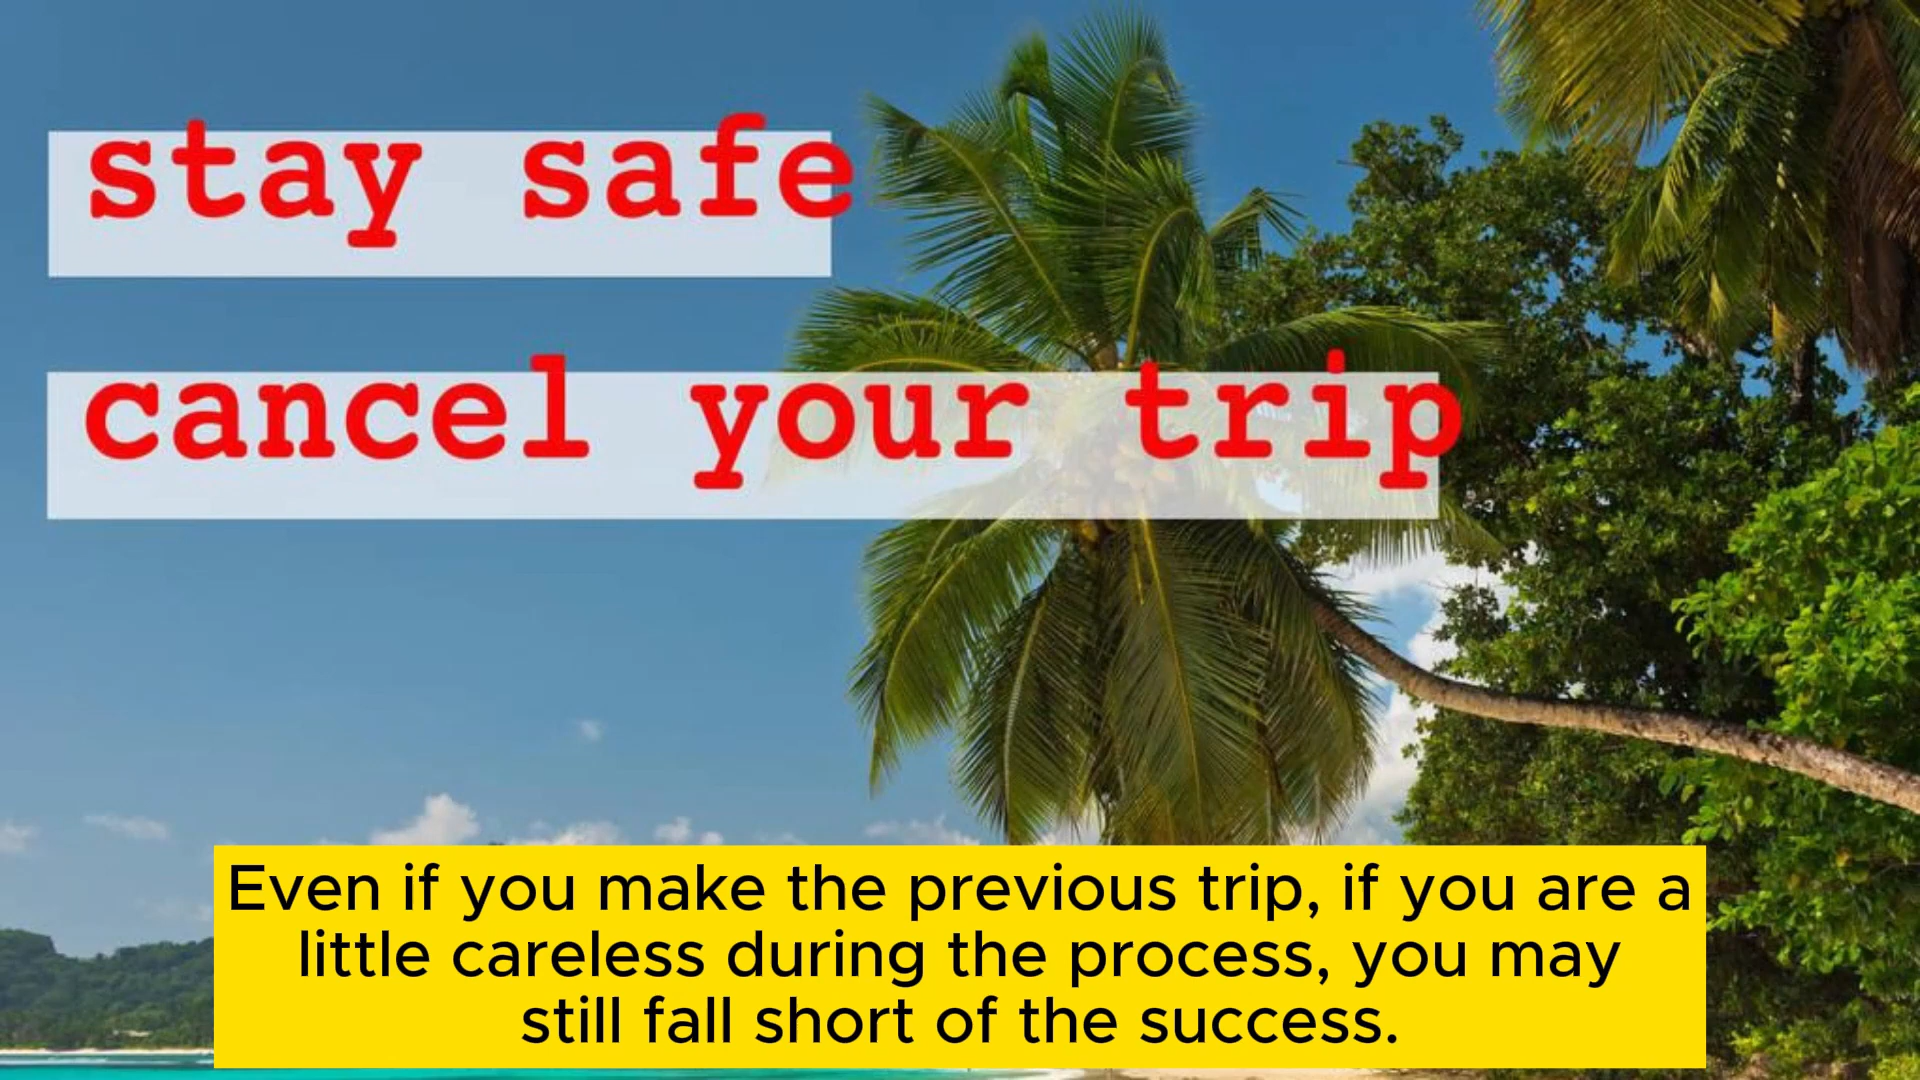 stay safe
cancel your trip
Even if you make the previous trip, if you are a
little careless during the process, you may
still fall short of the success.